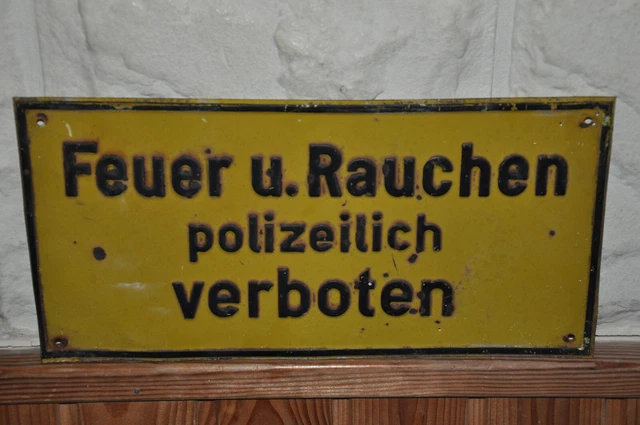 Feuer u. Rauchen
polizeilich
verboten